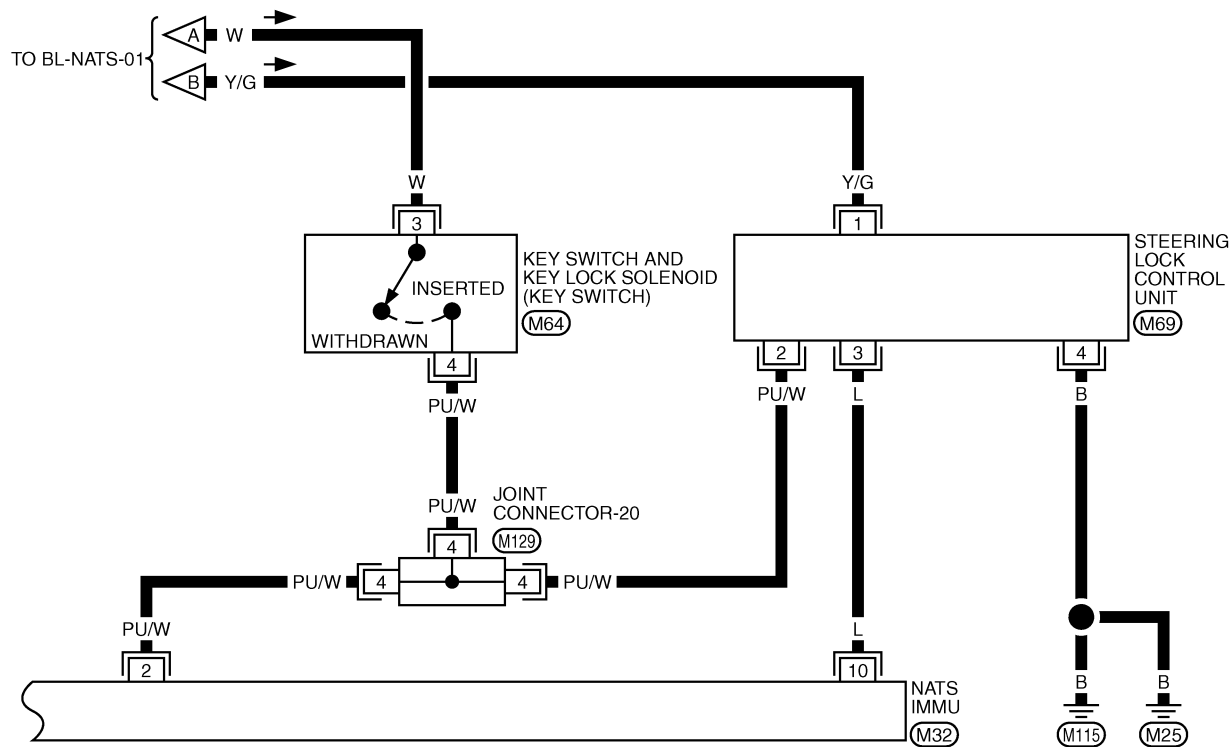 TO BL-NATS-01
A
W
B
Y/G
W
Y/G
3
1
KEY SWITCH AND
KEY LOCK SOLENOID
(KEY SWITCH)
M64
INSERTED
WITHDRAWN
4
PU/W
STEERING
LOCK
CONTROL
UNIT
M69
2
3
4
PU/W
L
B
PU/W
JOINT
CONNECTOR-20
M129
4
PU/W
4
4
PU/W
PU/W
L
2
10
NATS
IMMU
M32
B
B
M115
M25